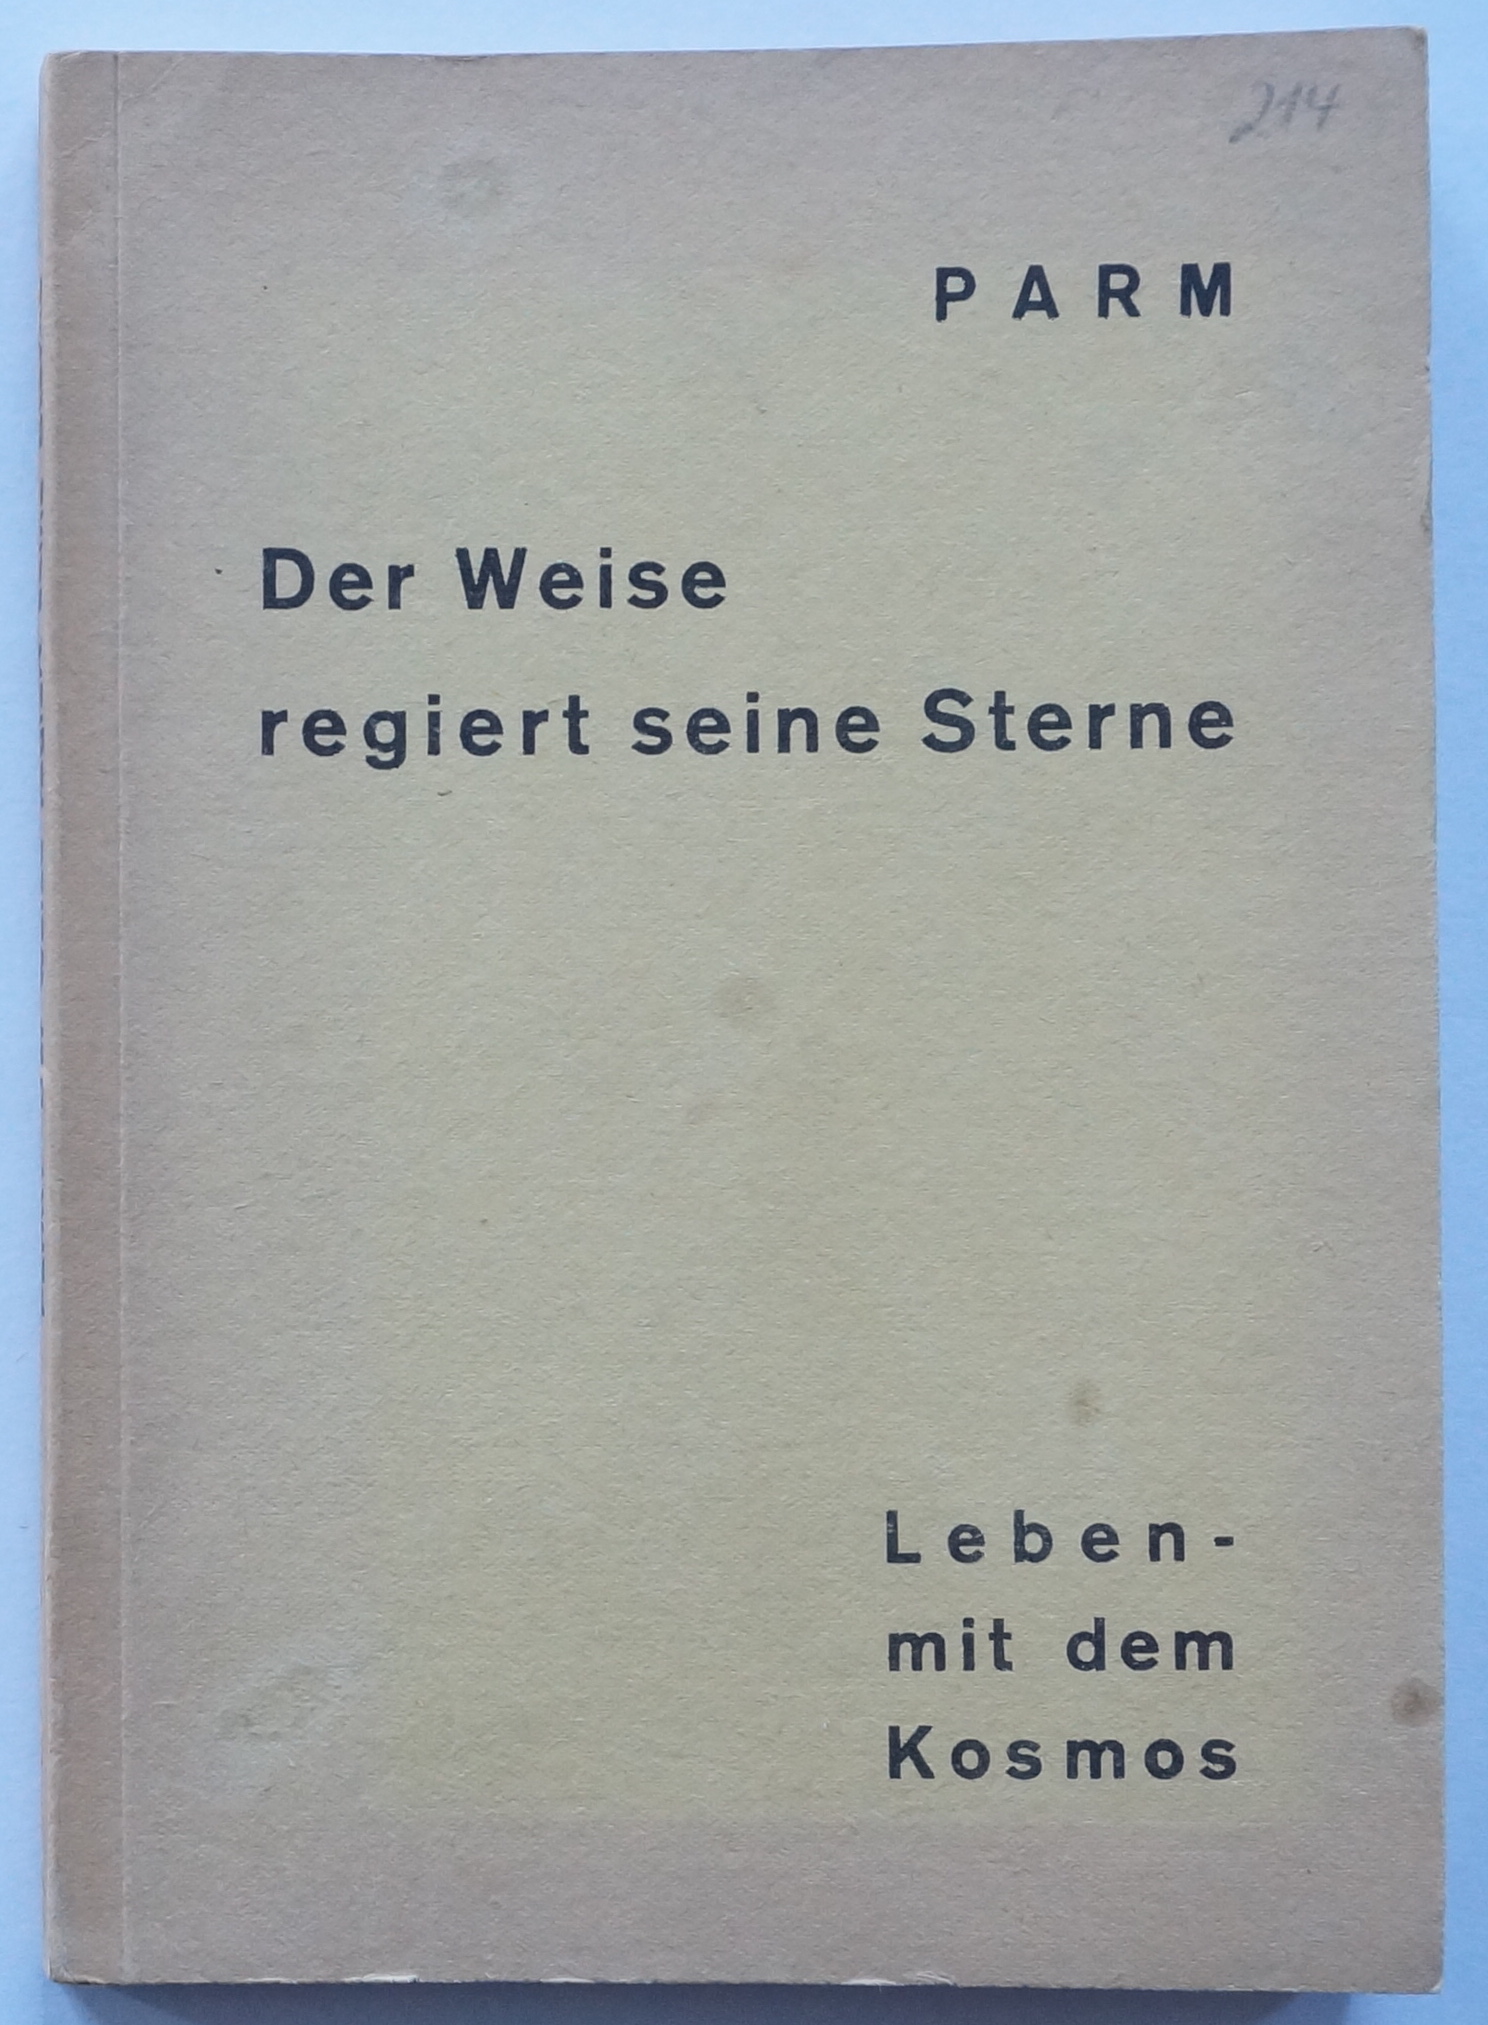 214
PARM
Der Weise
regiert seine Sterne
Leben-
mit dem
Kosmos